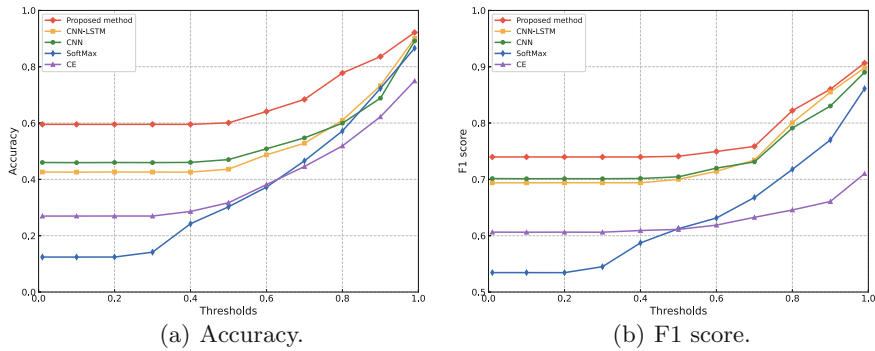 1.0
0.8
0.6
0.4
0.2
0.0
Accuracy
Proposed method
CNN-LSTM
CNN
SoftMax
CE
0.0 0.2 0.4 0.6 0.8 1.0
Thresholds
(a) Accuracy.
1.0
0.9
0.8
0.7
0.6
0.5
F1 score
Proposed method
CNN-LSTM
CNN
SoftMax
CE
0.0 0.2 0.4 0.6 0.8 1.0
Thresholds
(b) F1 score.